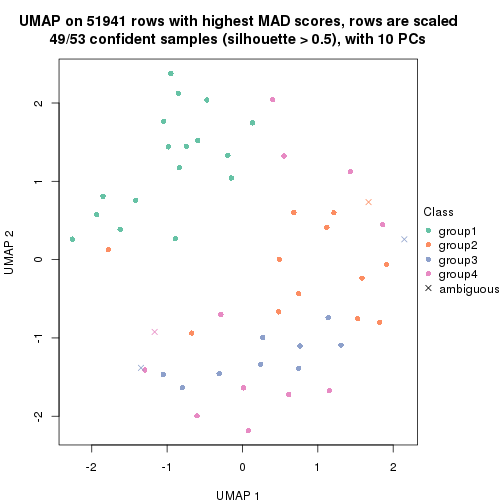 UMAP on 51941 rows with highest MAD scores, rows are scaled
49/53 confident samples (silhouette > 0.5), with 10 PCs
2
1
0
-1
-2
UMAP 2
-2
-1
0
1
2
UMAP 1
Class
group1
group2
group3
group4
ambiguous